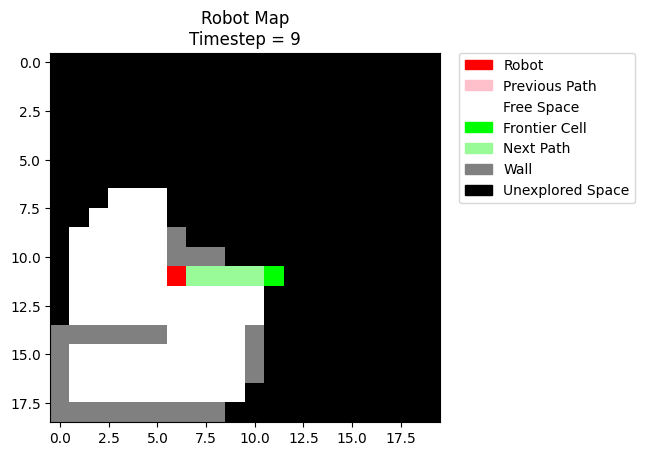 Robot Map
Timestep = 9
0.0
2.5
5.0
7.5
10.0
12.5
15.0
17.5
0.0
2.5
5.0
7.5
10.0
12.5
15.0
17.5
Robot
Previous Path
Free Space
Frontier Cell
Next Path
Wall
Unexplored Space